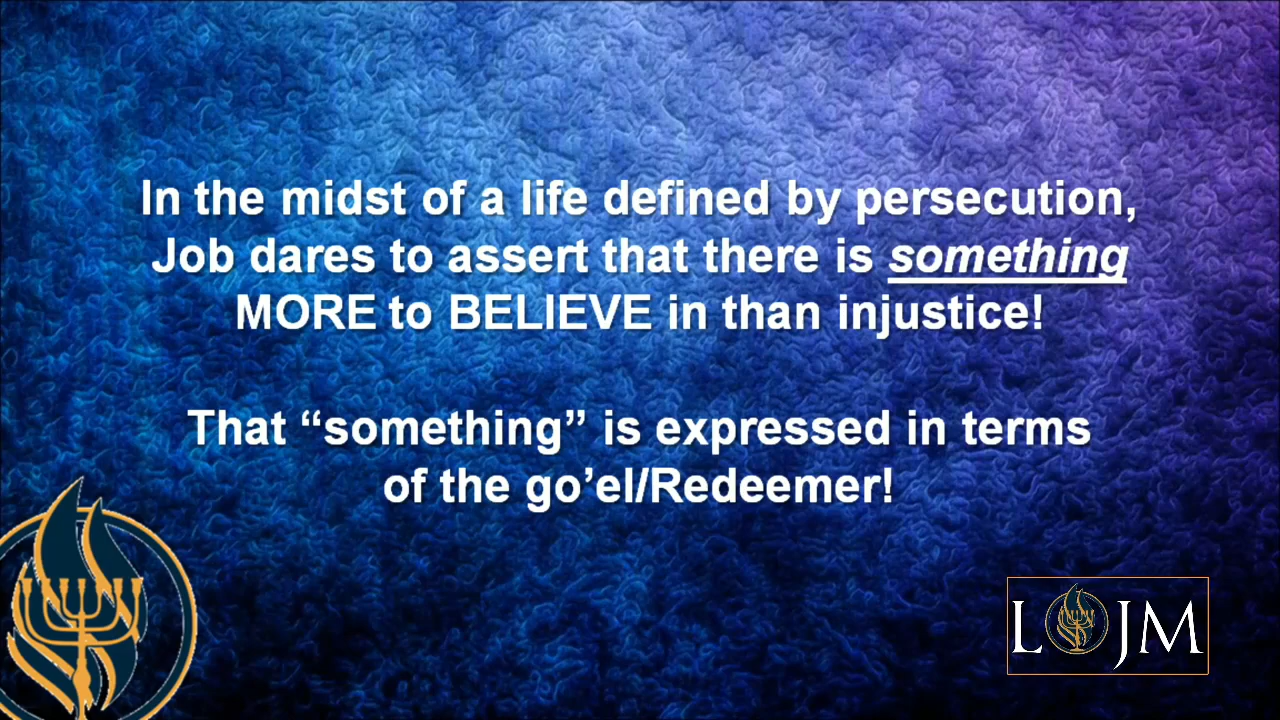 In the midst of a life defined by persecution,
Job dares to assert that there is something
MORE to BELIEVE in than injustice!
That “something” is expressed in terms
of the go’el/Redeemer!
LOJM